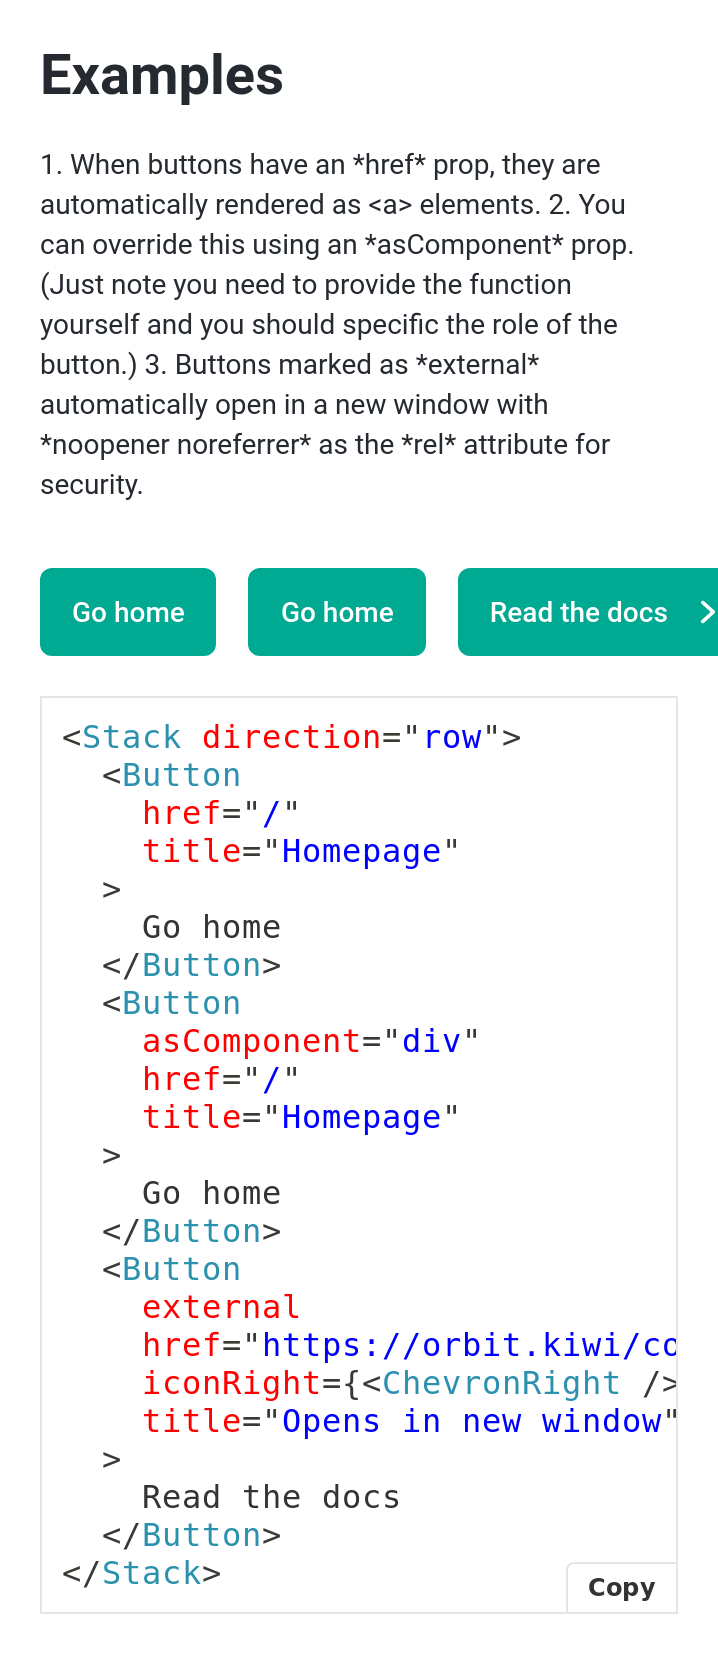 Examples
1. When buttons have an *href* prop, they are
automatically rendered as <a> elements. 2. You
can override this using an *asComponent* prop.
(Just note you need to provide the function
yourself and you should specific the role of the
button.) 3. Buttons marked as *external*
automatically open in a new window with
*noopener noreferrer* as the *rel* attribute for
security.
Go home Go home Read the docs
<Stack direction="row">
  <Button
    href="/"
    title="Homepage"
  >
    Go home
  </Button>
  <Button
    asComponent="div"
    href="/"
    title="Homepage"
  >
    Go home
  </Button>
  <Button
    external
    href="https://orbit.kiwi/co
    iconRight={<ChevronRight />
    title="Opens in new window"
  >
    Read the docs
  </Button>
</Stack>
Copy